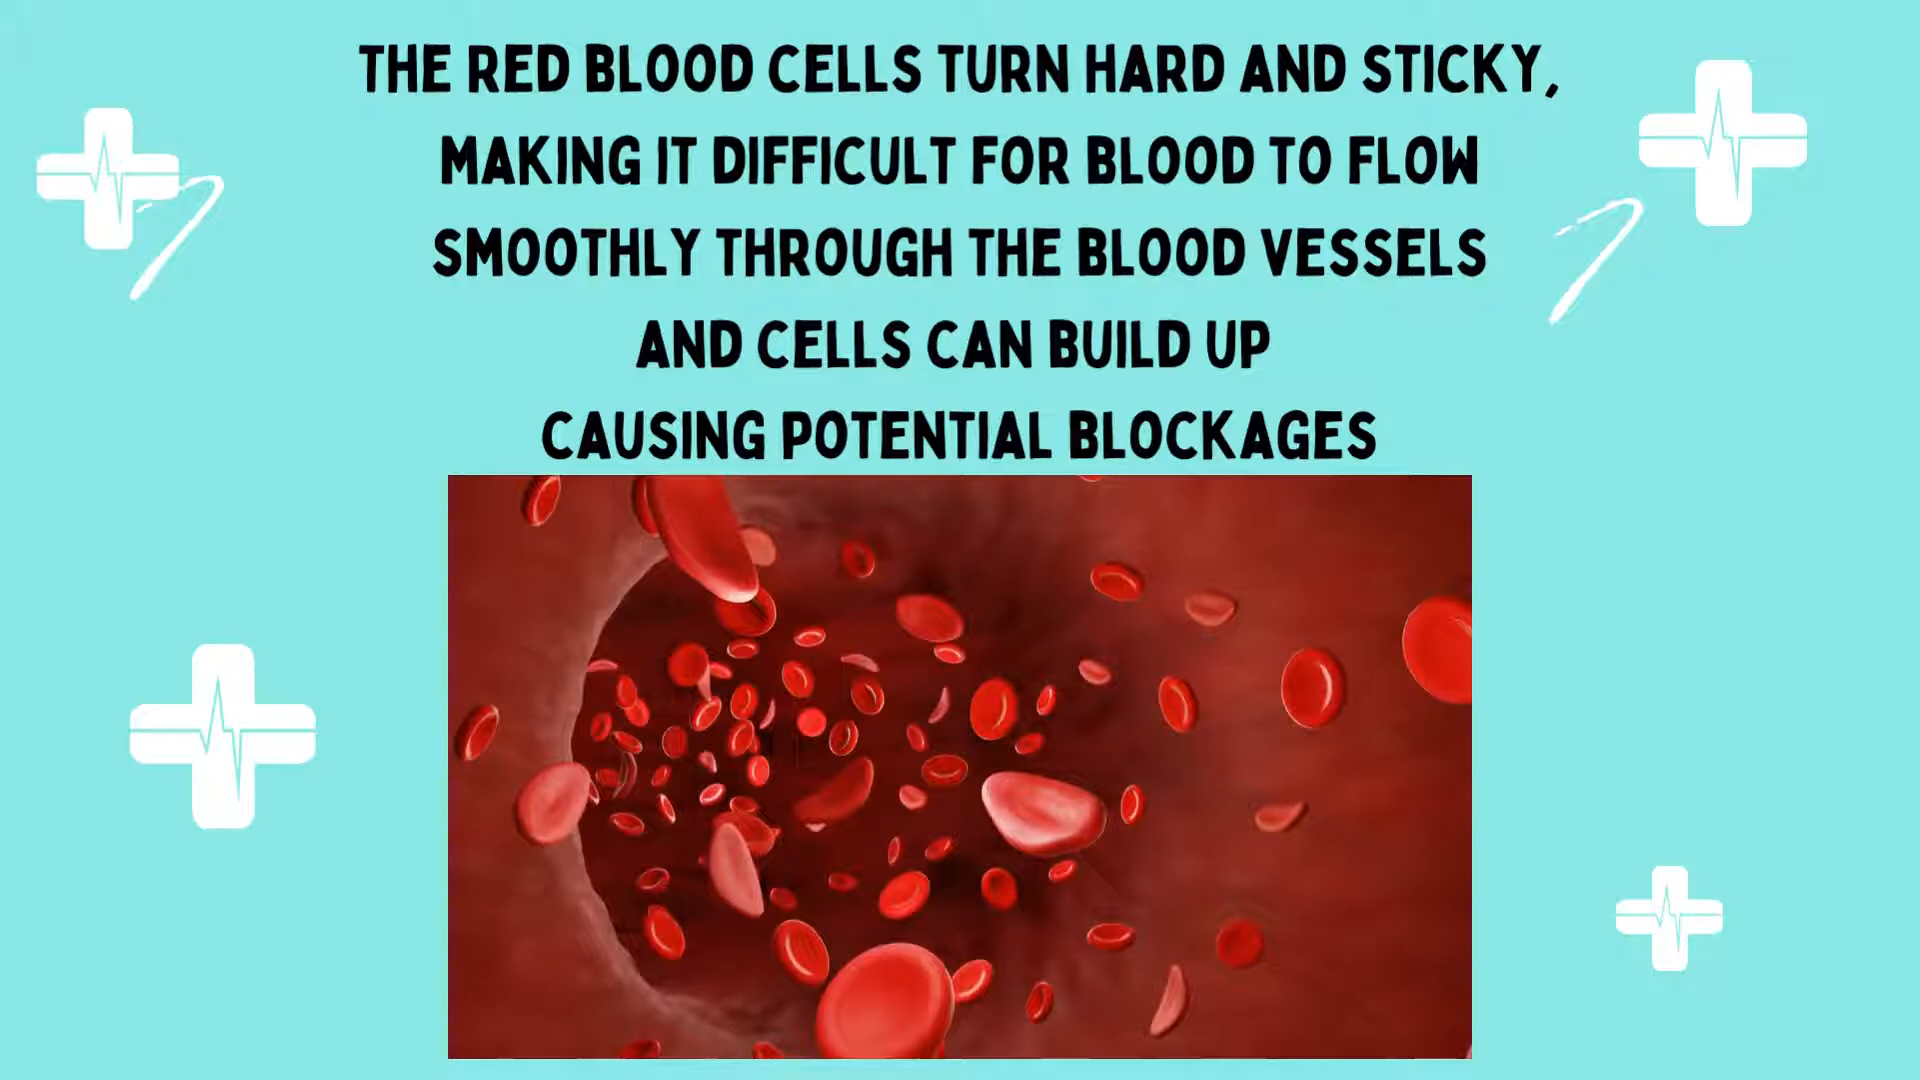 THE RED BLOOD CELLS TURN HARD AND STICKY,
MAKING IT DIFFICULT FOR BLOOD TO FLOW
SMOOTHLY THROUGH THE BLOOD VESSELS
AND CELLS CAN BUILD UP
CAUSING POTENTIAL BLOCKAGES